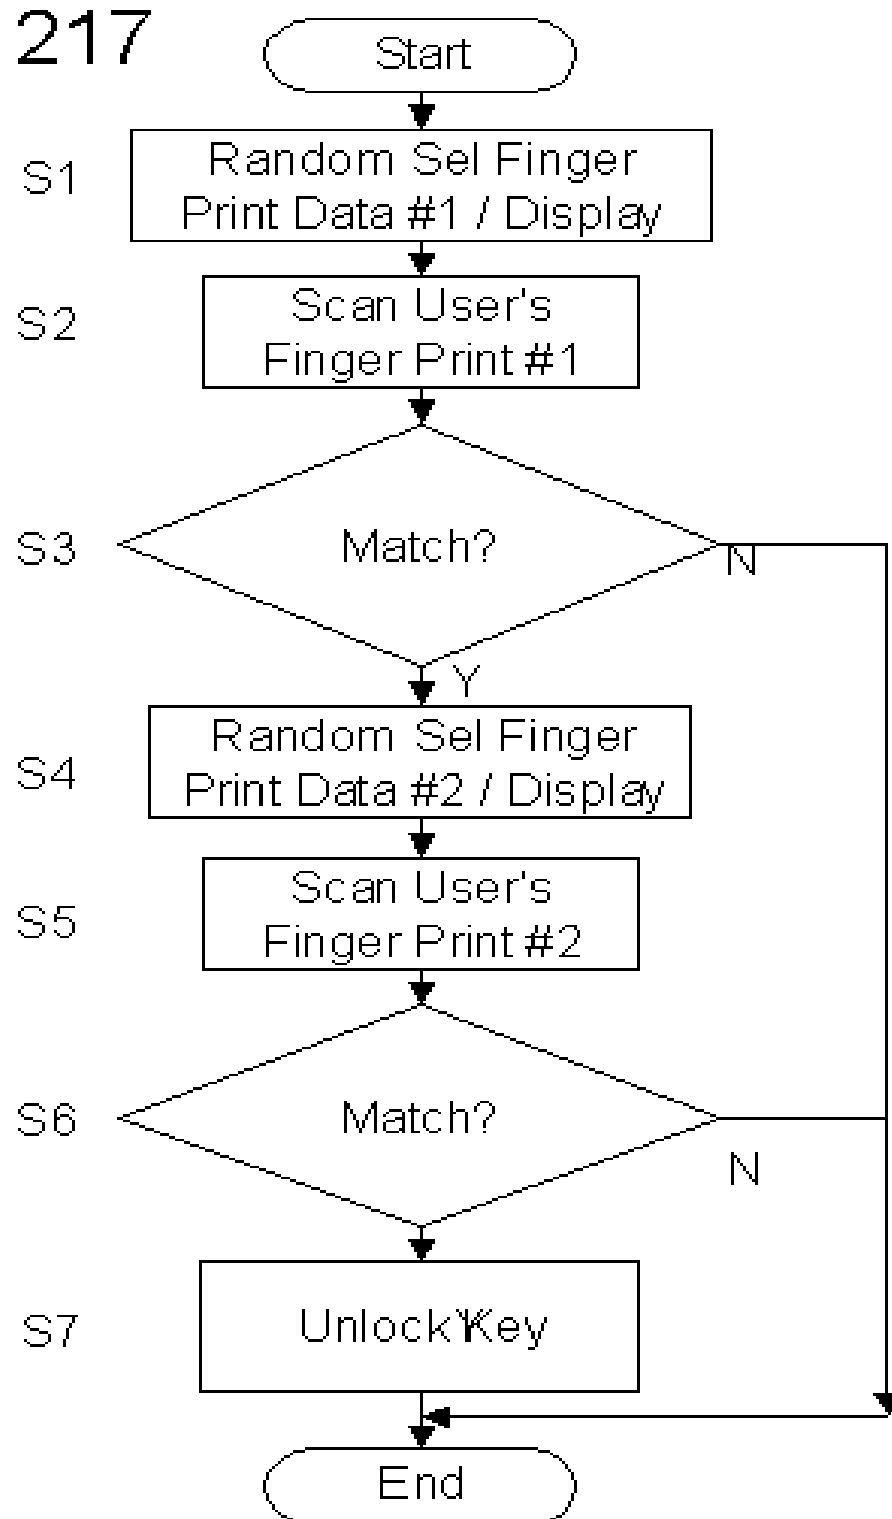 217
Start
S1
Random Sel Finger
Print Data #1 / Display
S2
Scan User's
Finger Print #1
S3
Match?
N
Y
S4
Random Sel Finger
Print Data #2 / Display
S5
Scan User's
Finger Print #2
S6
Match?
N
S7
Unlock Key
Y
End